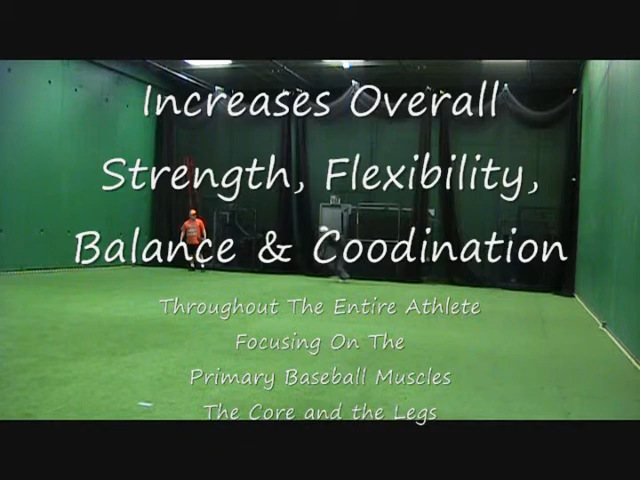 Increases Overall
Strength, Flexibility,
Balance & Coodination
Throughout The Entire Athlete
Focusing On The
Primary Baseball Muscles
The Core and the Legs